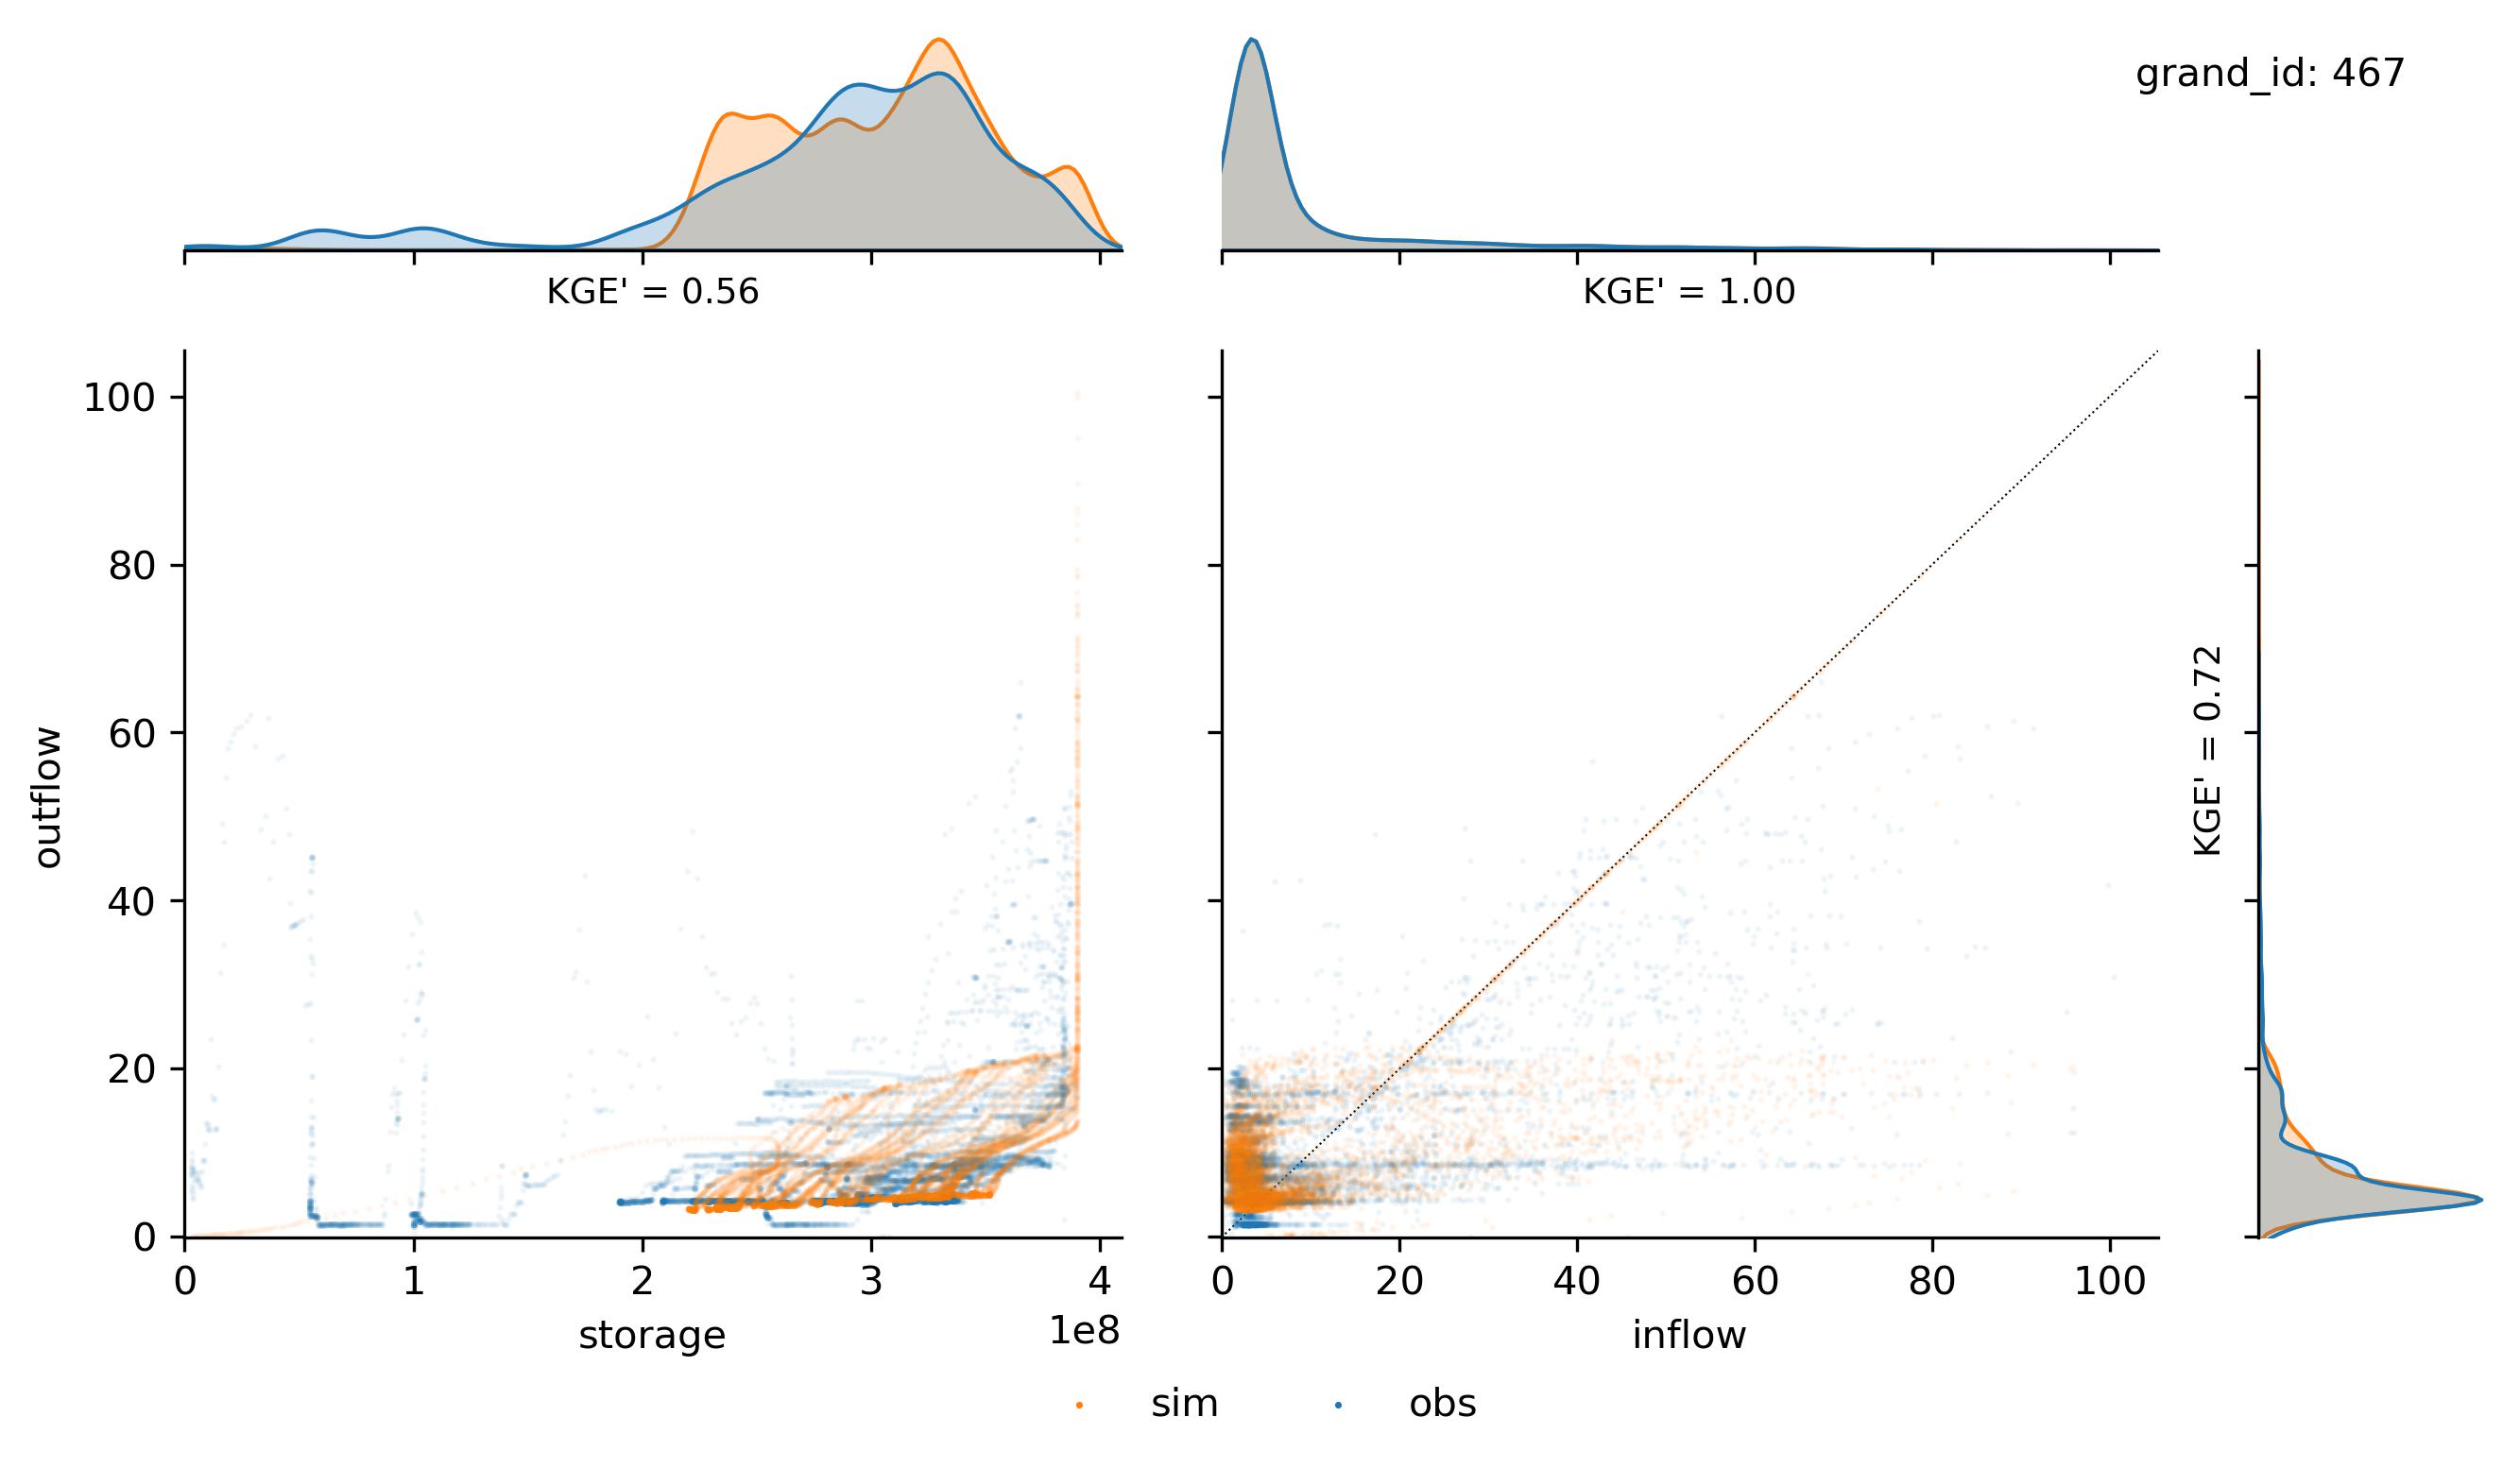 grand_id: 467
KGE' = 0.56
KGE' = 1.00
100
80
60
40
20
0
outflow
KGE' = 0.72
0 1 2 3 4
1e8
storage
0 20 40 60 80 100
inflow
sim obs